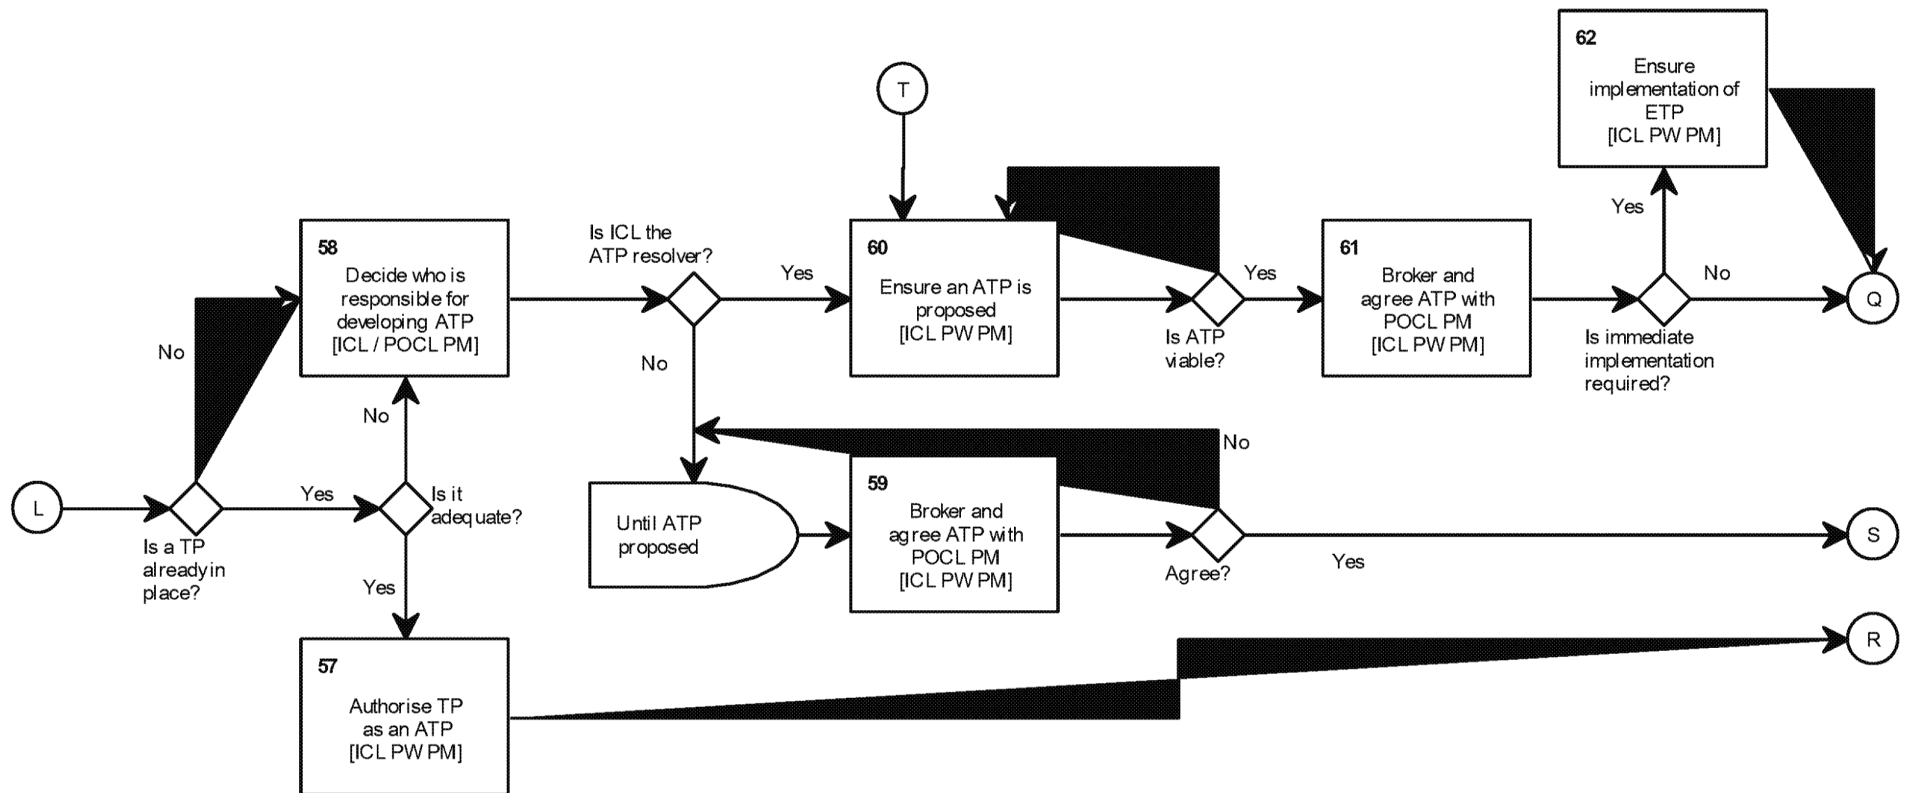 62
Ensure
implementation of
ETP
[ICL PW PM]
T
Yes
Is ICL the
ATP resolver?
58
Decide who is
responsible for
developing ATP
[ICL / POCL PM]
Yes
60
Ensure an ATP is
proposed
[ICL PW PM]
Yes
Is ATP
viable?
61
Broker and
agree ATP with
POCL PM
[ICL PW PM]
No
Q
Is immediate
implementation
required?
No
No
No
No
L
Is a TP
already in
place?
Yes
Is it
adequate?
Until ATP
proposed
59
Broker and
agree ATP with
POCL PM
[ICL PW PM]
Agree?
Yes
S
Yes
57
Authorise TP
as an ATP
[ICL PW PM]
R